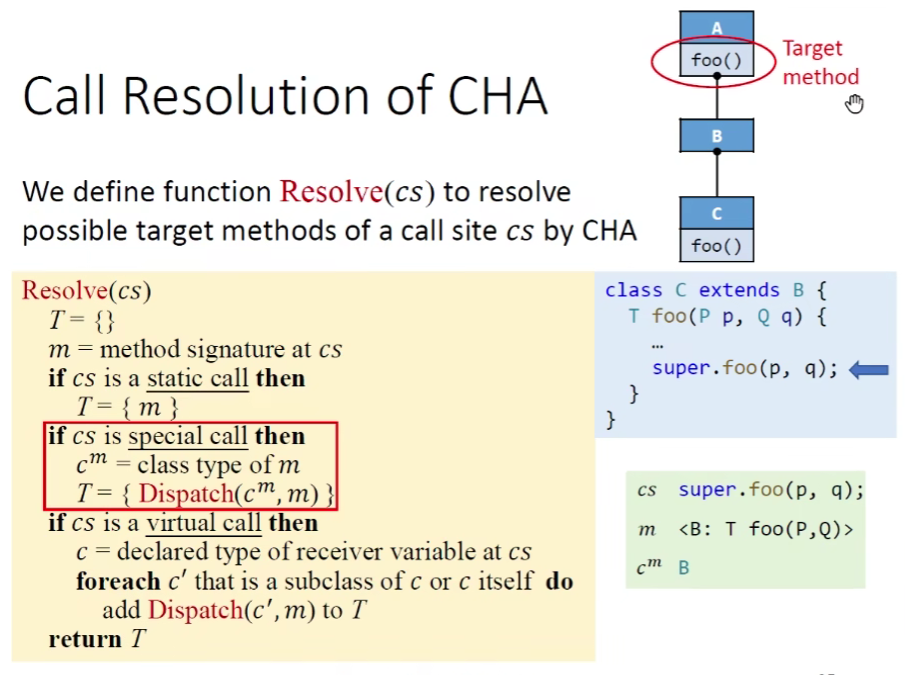 A
foo()
Target
method
Call Resolution of CHA
B
C
foo()
We define function Resolve(cs) to resolve
possible target methods of a call site cs by CHA
Resolve(cs)
T = {}
m = method signature at cs
if cs is a static call then
T = { m }
if cs is special call then
c^m = class type of m
T = { Dispatch(c^m, m) }
if cs is a virtual call then
c = declared type of receiver variable at cs
foreach c′ that is a subclass of c or c itself do
add Dispatch(c′, m) to T
return T
class C extends B {
T foo(P p, Q q) {
…
super.foo(p, q);
}
}
cs super.foo(p, q);
m <B: T foo(P,Q)>
c^m B